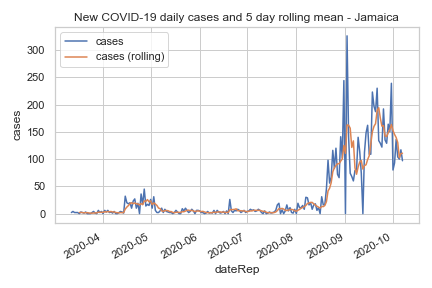 New COVID-19 daily cases and 5 day rolling mean - Jamaica
cases
cases (rolling)
300
250
200
150
100
50
0
cases
2020-04
2020-05
2020-06
2020-07
2020-08
2020-09
2020-10
dateRep